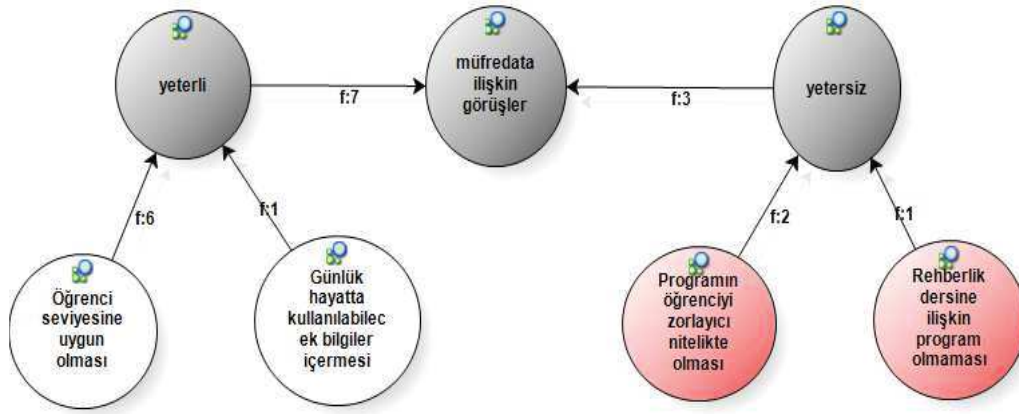 yeterli
f:7
müfredata
ilişkin
görüşler
f:3
yetersiz
f:6
f:1
f:2
f:1
Öğrenci
seviyesine
uygun
olması
Günlük
hayatta
kullanılabilec
ek bilgiler
içermesi
Programın
öğrenciyi
zorlayıcı
nitelikte
olması
Rehberlik
dersine
ilişkin
program
olmaması